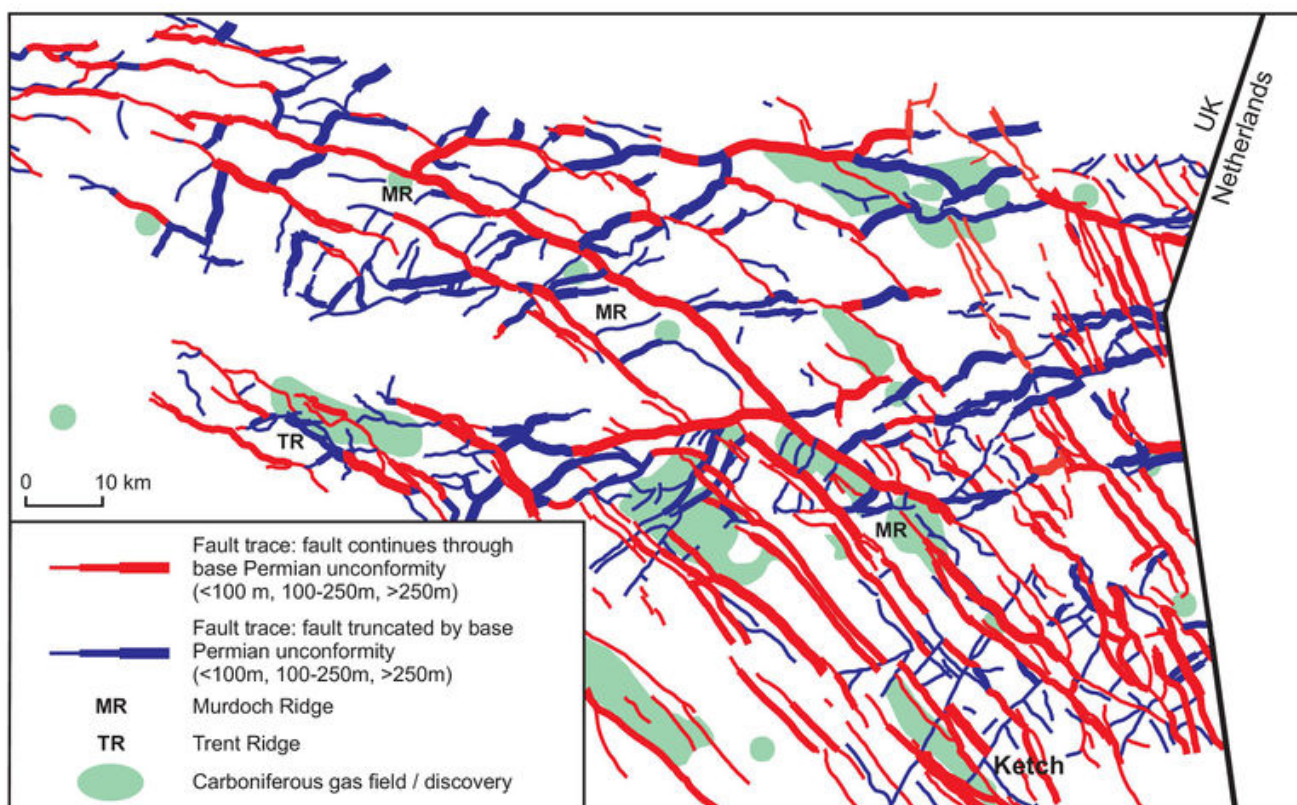 UK
Netherlands
MR
MR
TR
MR
Ketch
0 10 km
Fault trace: fault continues through
base Permian unconformity
(<100 m, 100-250m, >250m)
Fault trace: fault truncated by base
Permian unconformity
(<100m, 100-250m, >250m)
MR Murdoch Ridge
TR Trent Ridge
Carboniferous gas field / discovery